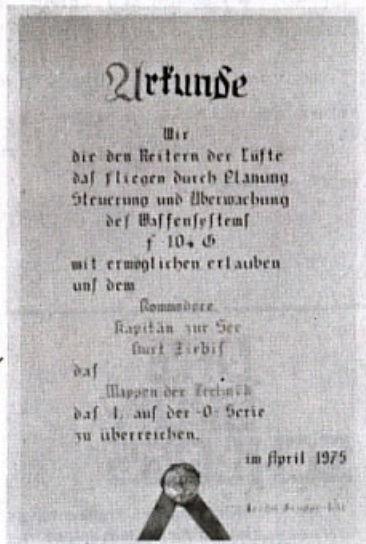 Urkunde
Wir
die den Reitern der Lüfte
daſ fliegen durch Planung
Steuerung und Überwachung
deſ Waffenſyſtemſ
f 104 G
mit ermöglichen erlauben
unſ dem
Kommodore
Kapitän zur See
Kurt
daſ
Wappen der Technik
daſ 1. auf der -0- Serie
zu überreichen.
im April 1975